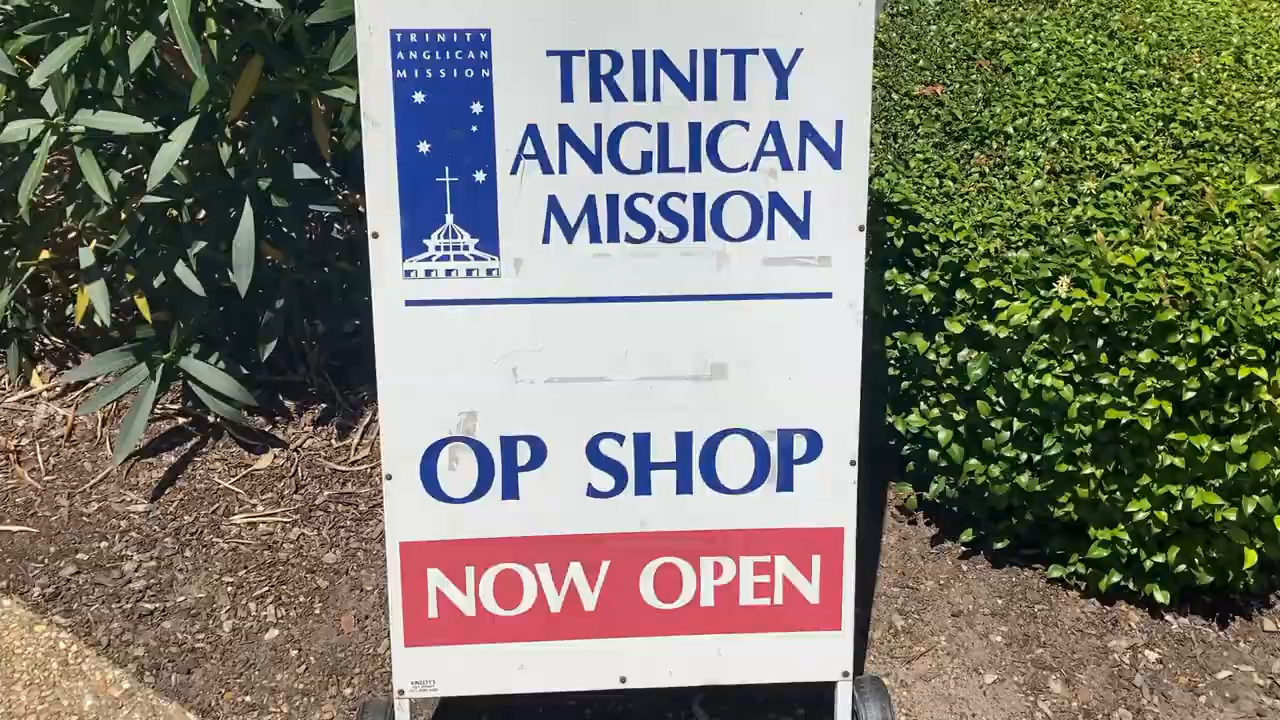 TRINITY
ANGLICAN
MISSION
TRINITY
ANGLICAN
MISSION
OP SHOP
NOW OPEN